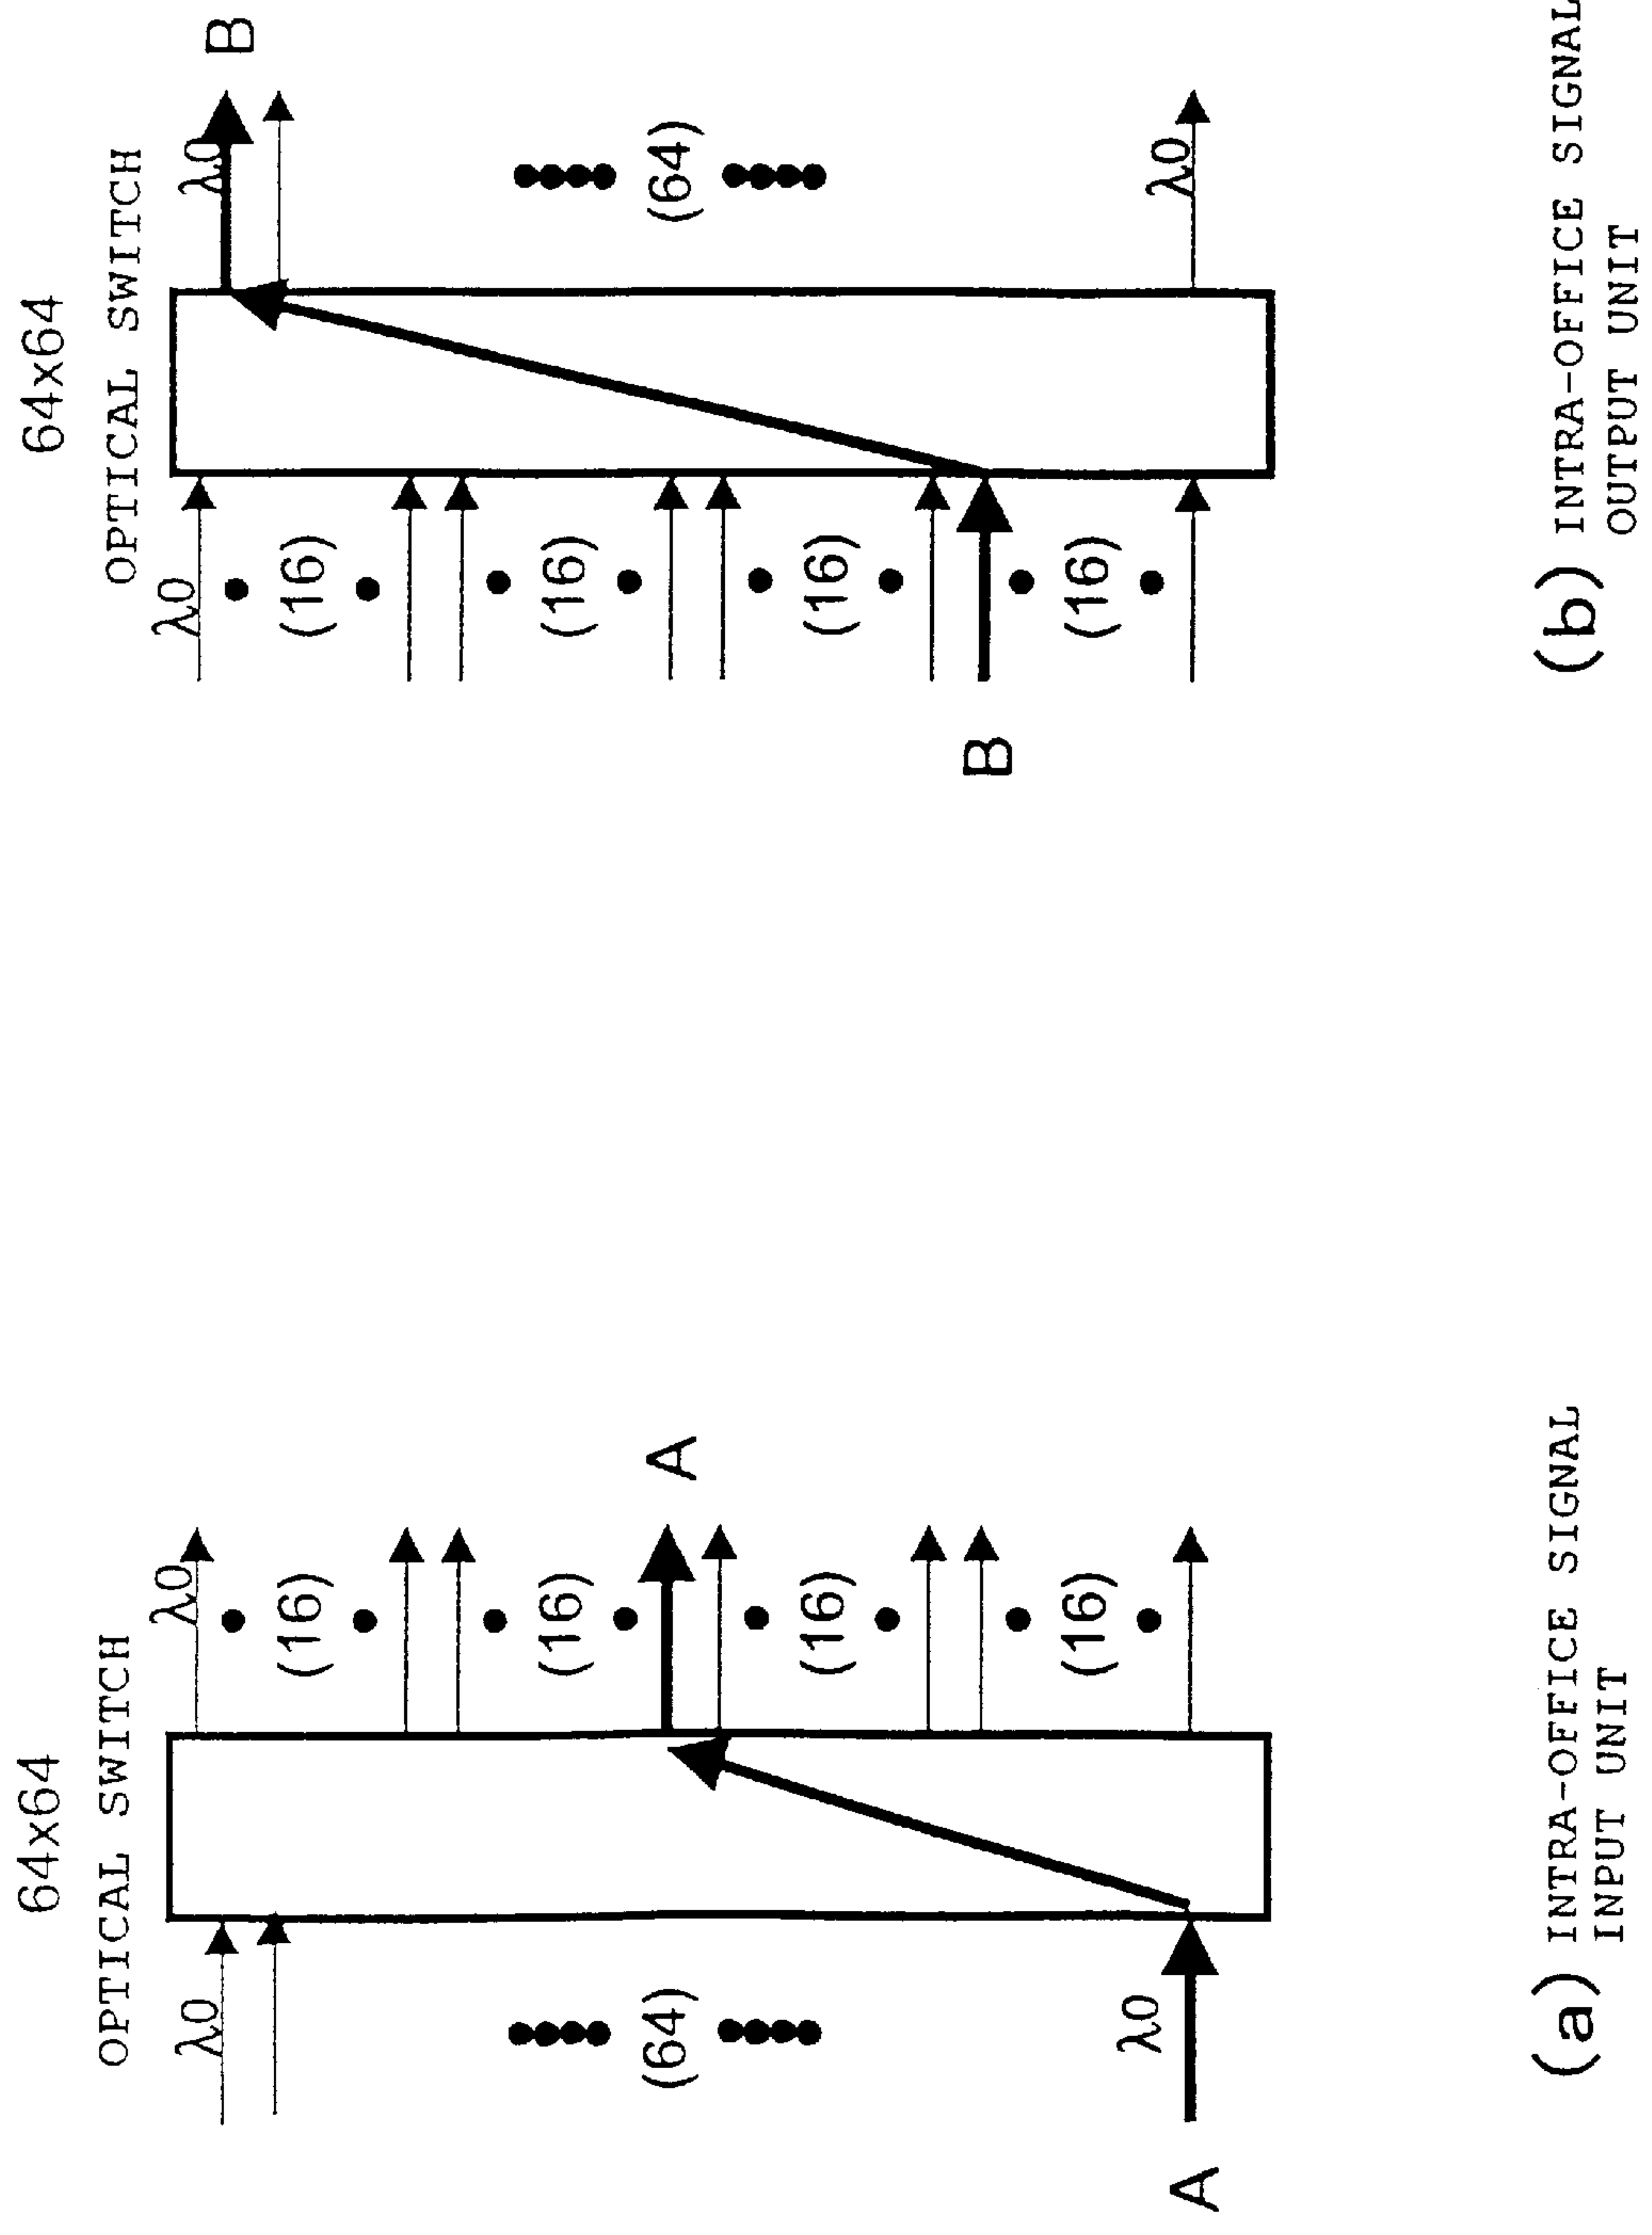 64x64
OPTICAL SWITCH
λ0
λ0
(16)
(16)
(64)
A
(16)
(16)
λ0
A
(a) INTRA-OFFICE SIGNAL
INPUT UNIT
64x64
OPTICAL SWITCH
λ0
λ0
B
(16)
(16)
(64)
(16)
B
(16)
λ0
(b) INTRA-OFFICE SIGNAL
OUTPUT UNIT